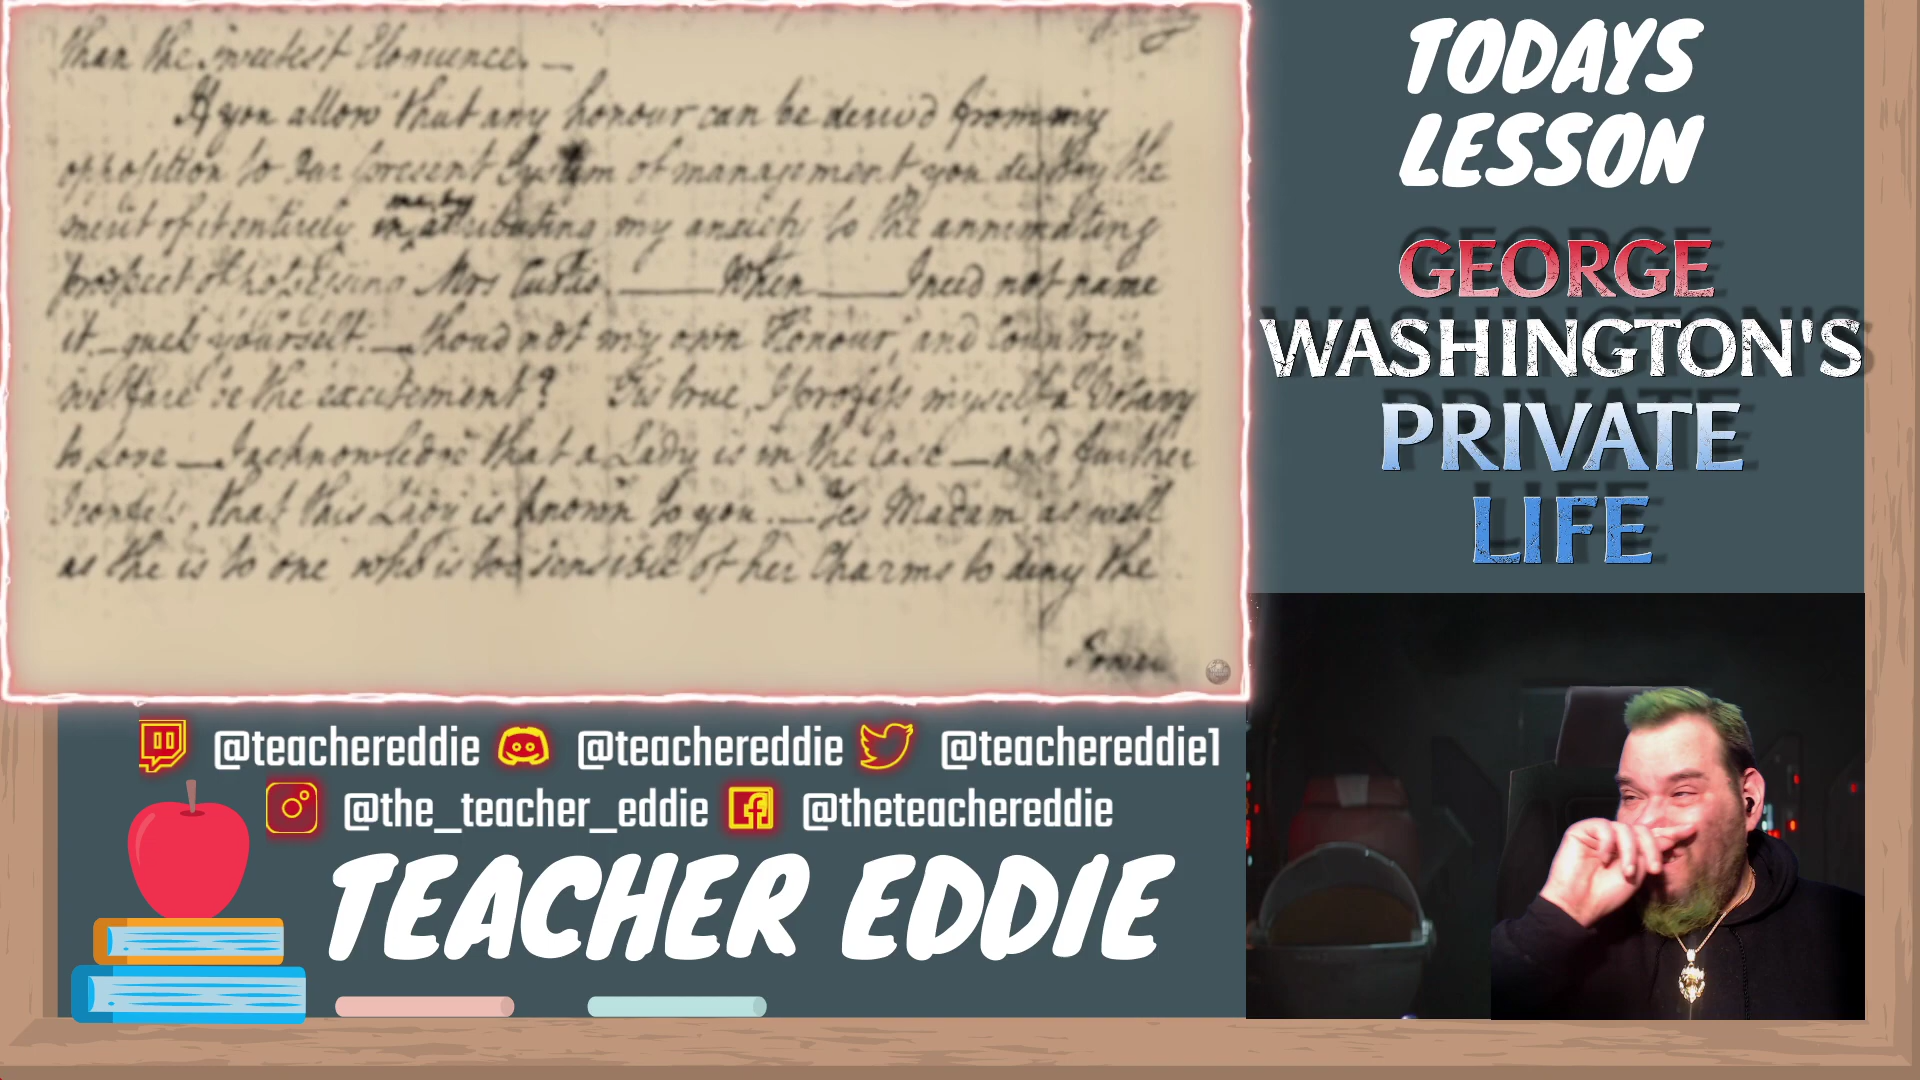 than the sweetest Eloquence. —
If you allow that any honour can be deriv'd from my
opposition to Our present System of management you destroy the
merit of it entirely in me by attributing my anxiety to the annimating
prospect of possessing Mrs Custis ——— When ——— I need not name
it. — guess yourself. — shoud not my own Honour and Country's
welfare be the excitement? Tis true, I profess myself a Votary
to Love — I acknowledge that a Lady is in the Case — and further
I confess, that this Lady is known to you. — Yes Madam, as well
as she is to one who is too sensible of her Charms to deny the
Power
TODAYS
LESSON
GEORGE
WASHINGTON'S
PRIVATE
LIFE
@teachereddie @teachereddie @teachereddie1
@the_teacher_eddie @theteachereddie
TEACHER EDDIE